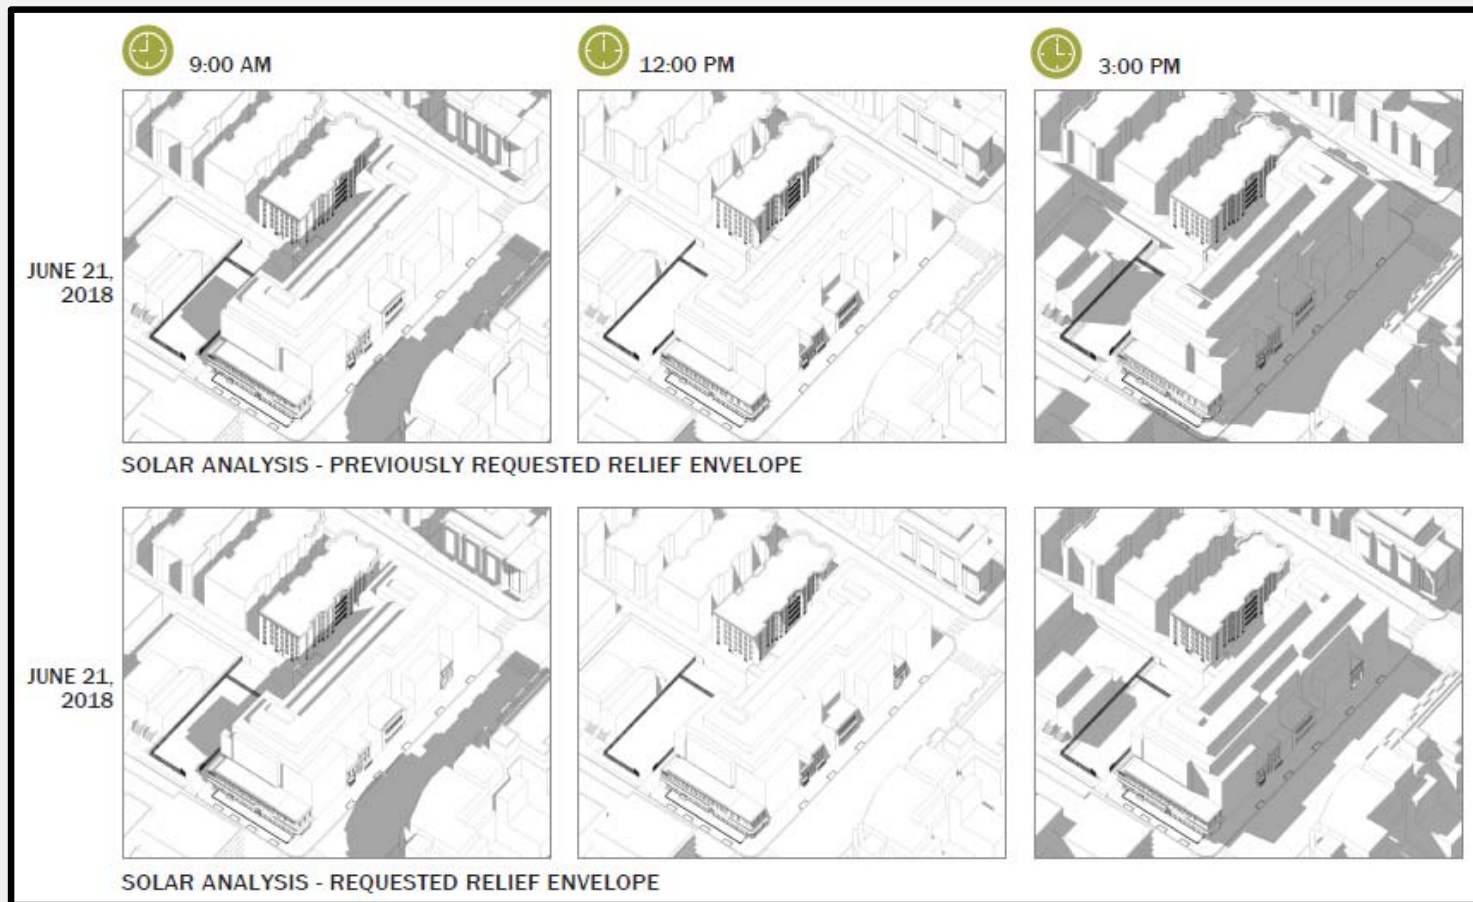 9:00 AM
12:00 PM
3:00 PM
JUNE 21,
2018
SOLAR ANALYSIS - PREVIOUSLY REQUESTED RELIEF ENVELOPE
JUNE 21,
2018
SOLAR ANALYSIS - REQUESTED RELIEF ENVELOPE